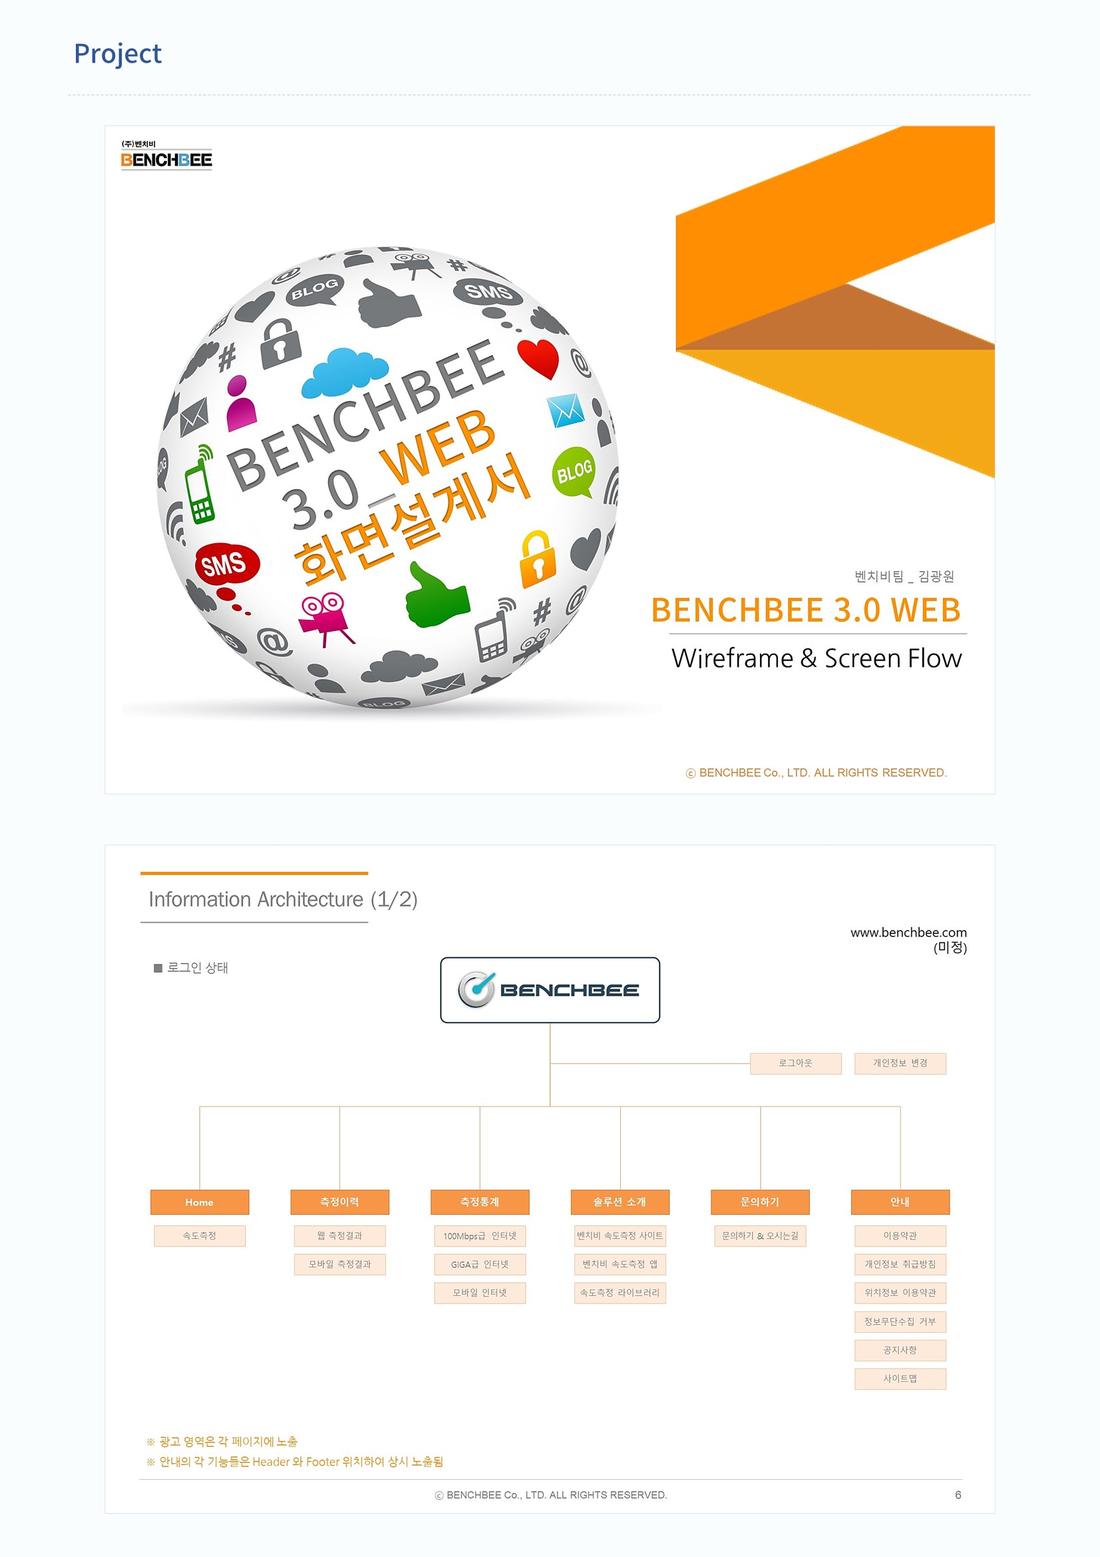 Project
(주)벤치비
BENCHBEE
BLOG
SMS
BENCHBEE
3.0_WEB
화면설계서
BLOG
SMS
BLOG
벤치비팀 _ 김광원
BENCHBEE 3.0 WEB
Wireframe & Screen Flow
ⓒ BENCHBEE Co., LTD. ALL RIGHTS RESERVED.
Information Architecture (1/2)
www.benchbee.com
(미정)
■ 로그인 상태
BENCHBEE
로그아웃 개인정보 변경
Home 측정이력 측정통계 솔루션 소개 문의하기 안내
속도측정 웹 측정결과 100Mbps급 인터넷 벤치비 속도측정 사이트 문의하기 & 오시는길 이용약관
모바일 측정결과 GIGA급 인터넷 벤치비 속도측정 앱 개인정보 취급방침
모바일 인터넷 속도측정 라이브러리 위치정보 이용약관
정보무단수집 거부
공지사항
사이트맵
※ 광고 영역은 각 페이지에 노출
※ 안내의 각 기능들은 Header 와 Footer 위치하여 상시 노출됨
ⓒ BENCHBEE Co., LTD. ALL RIGHTS RESERVED.
6